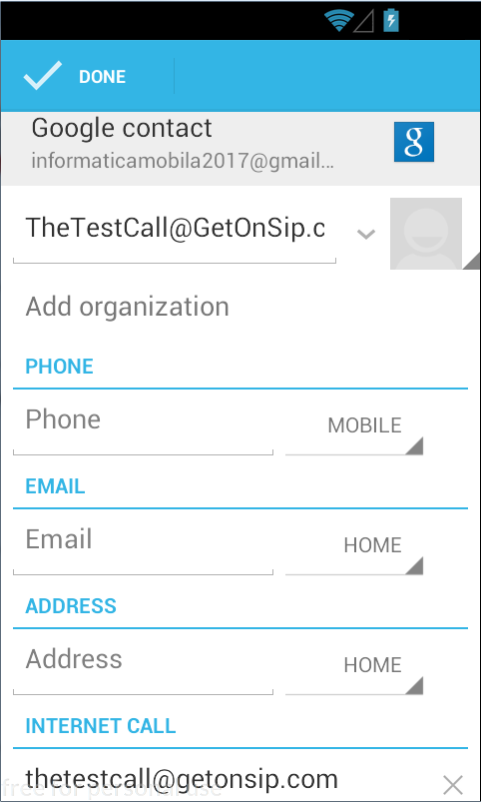 DONE
Google contact
g
informaticamobila2017@gmail...
TheTestCall@GetOnSip.c
Add organization
PHONE
Phone
MOBILE
EMAIL
Email
HOME
ADDRESS
Address
HOME
INTERNET CALL
thetestcall@getonsip.com
free for personal use